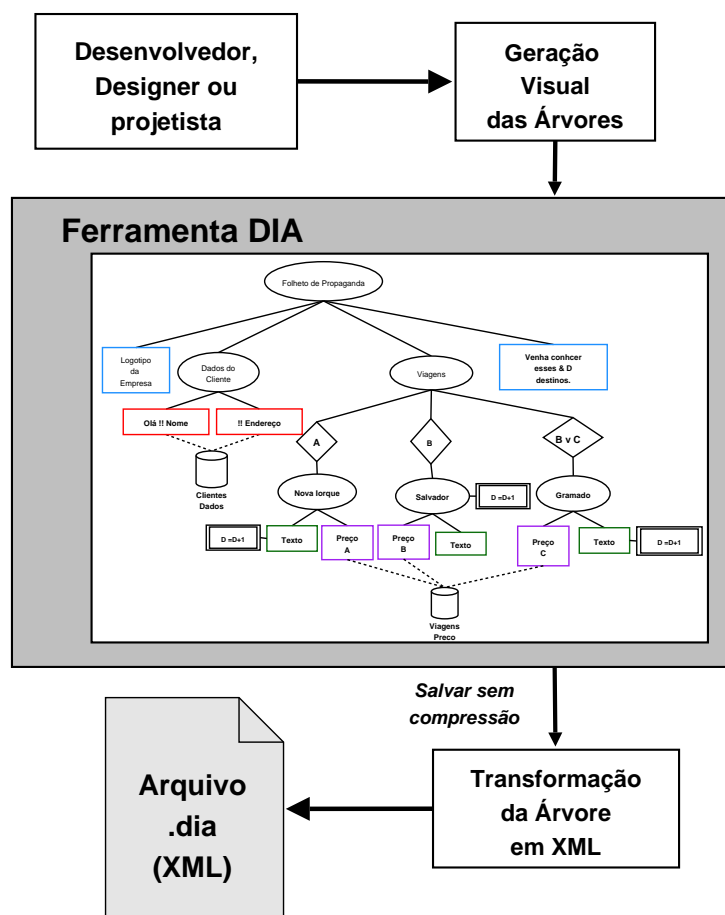 Desenvolvedor,
Designer ou
projetista
Geração
Visual
das Árvores
Ferramenta DIA
Folheto de Propaganda
Logotipo
da
Empresa
Dados do
Cliente
Viagens
Venha conhcer
esses & D
destinos.
Olá !! Nome
!! Endereço
A
B
B v C
Clientes
Dados
Nova Iorque
Salvador
D =D+1
Gramado
D =D+1
Texto
Preço
A
Preço
B
Texto
Preço
C
Texto
D =D+1
Viagens
Preco
Salvar sem
compressão
Arquivo
.dia
(XML)
Transformação
da Árvore
em XML